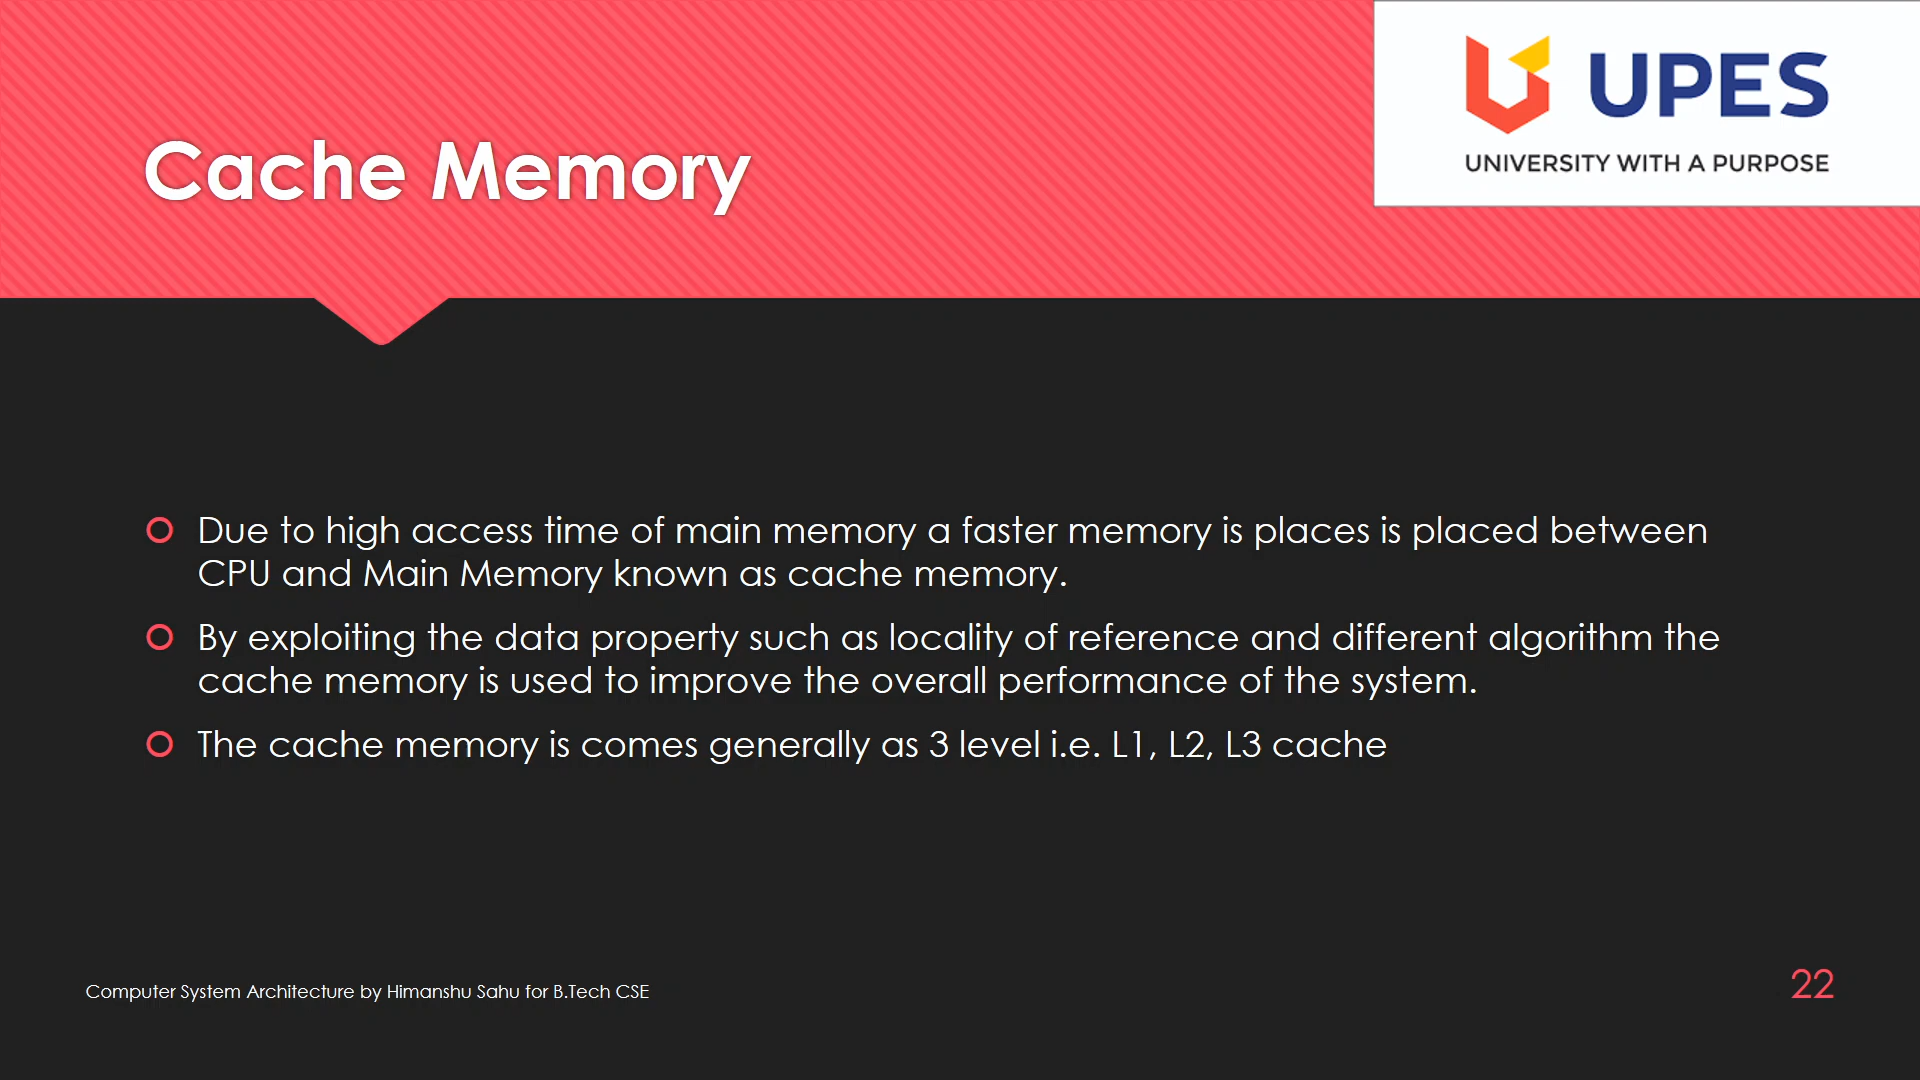 UPES
UNIVERSITY WITH A PURPOSE
Cache Memory
Due to high access time of main memory a faster memory is places is placed between
CPU and Main Memory known as cache memory.
By exploiting the data property such as locality of reference and different algorithm the
cache memory is used to improve the overall performance of the system.
The cache memory is comes generally as 3 level i.e. L1, L2, L3 cache
Computer System Architecture by Himanshu Sahu for B.Tech CSE
22